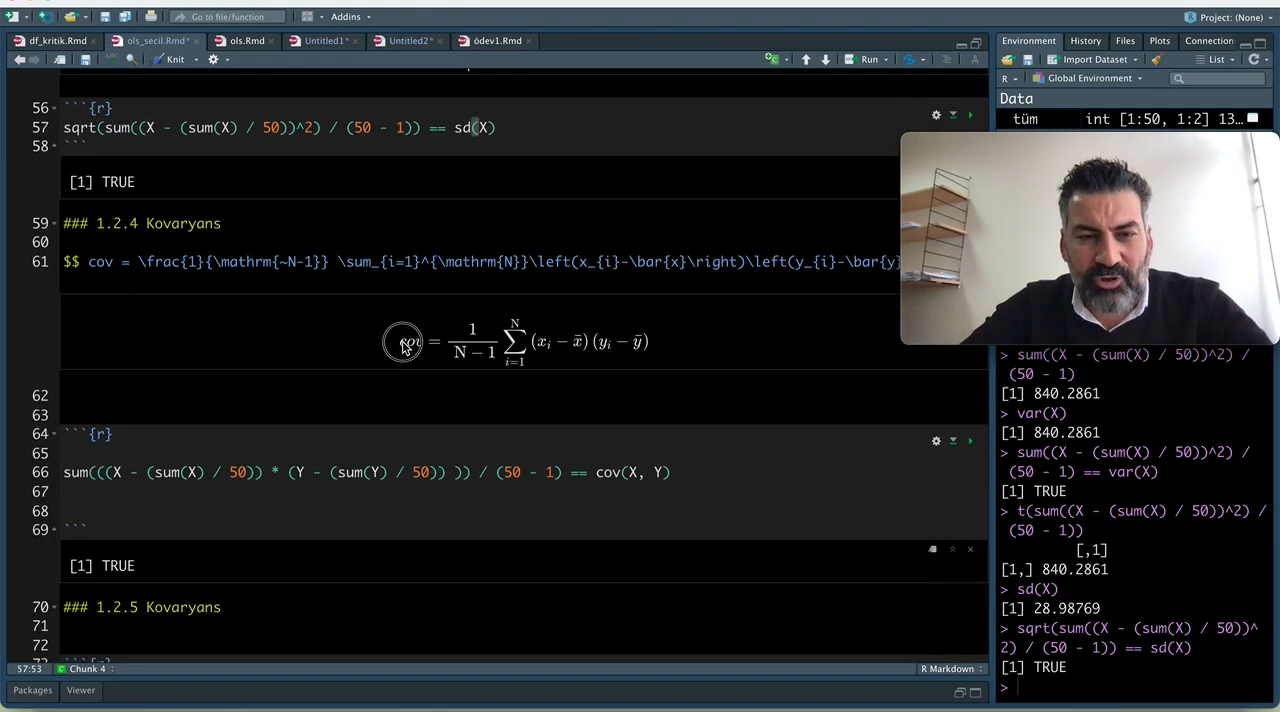 Go to file/function
Addins
Project: (None)
df_kritik.Rmd
ols_secil.Rmd*
ols.Rmd
Untitled1*
Untitled2*
ödev1.Rmd
Knit
Run
56 ```{r}
57 sqrt(sum((X - (sum(X) / 50))^2) / (50 - 1)) == sd(X)
58 ```
[1] TRUE
59 ### 1.2.4 Kovaryans
60
61 $$ cov = \frac{1}{\mathrm{~N-1}} \sum_{i=1}^{\mathrm{N}}\left(x_{i}-\bar{x}\right)\left(y_{i}-\bar{y}
cov = 1/(N − 1) ∑_{i=1}^{N} (x_i − x̄) (y_i − ȳ)
62
63
64 ```{r}
65
66 sum(((X - (sum(X) / 50)) * (Y - (sum(Y) / 50)) )) / (50 - 1) == cov(X, Y)
67
68
69 ```
[1] TRUE
70 ### 1.2.5 Kovaryans
71
72
57:53 Chunk 4
R Markdown
Packages Viewer
Environment History Files Plots Connection
Import Dataset List
R Global Environment
Data
tüm int [1:50, 1:2] 13…
> sum((X - (sum(X) / 50))^2) /
(50 - 1)
[1] 840.2861
> var(X)
[1] 840.2861
> sum((X - (sum(X) / 50))^2) /
(50 - 1) == var(X)
[1] TRUE
> t(sum((X - (sum(X) / 50))^2) /
(50 - 1))
[,1]
[1,] 840.2861
> sd(X)
[1] 28.98769
> sqrt(sum((X - (sum(X) / 50))^
2) / (50 - 1)) == sd(X)
[1] TRUE
>